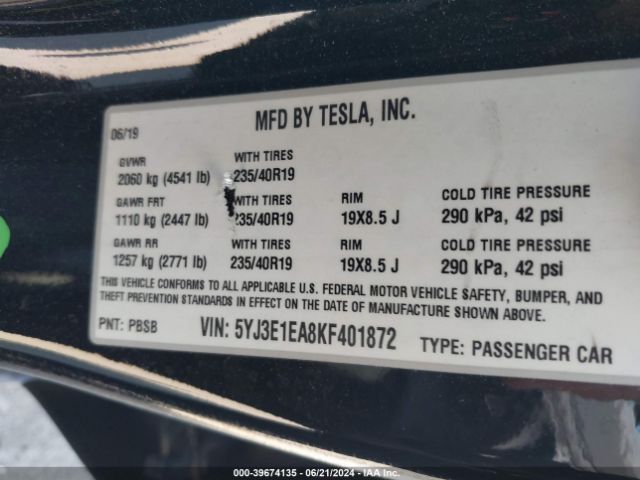 MFD BY TESLA, INC.
06/19
GVWR WITH TIRES
2060 kg (4541 lb) 235/40R19
GAWR FRT WITH TIRES RIM COLD TIRE PRESSURE
1110 kg (2447 lb) 235/40R19 19X8.5 J 290 kPa, 42 psi
GAWR RR WITH TIRES RIM COLD TIRE PRESSURE
1257 kg (2771 lb) 235/40R19 19X8.5 J 290 kPa, 42 psi
THIS VEHICLE CONFORMS TO ALL APPLICABLE U.S. FEDERAL MOTOR VEHICLE SAFETY, BUMPER, AND
THEFT PREVENTION STANDARDS IN EFFECT ON THE DATE OF MANUFACTURE SHOWN ABOVE.
PNT: PBSB VIN: 5YJ3E1EA8KF401872 TYPE: PASSENGER CAR
000-39674135 - 06/21/2024 - IAA Inc.